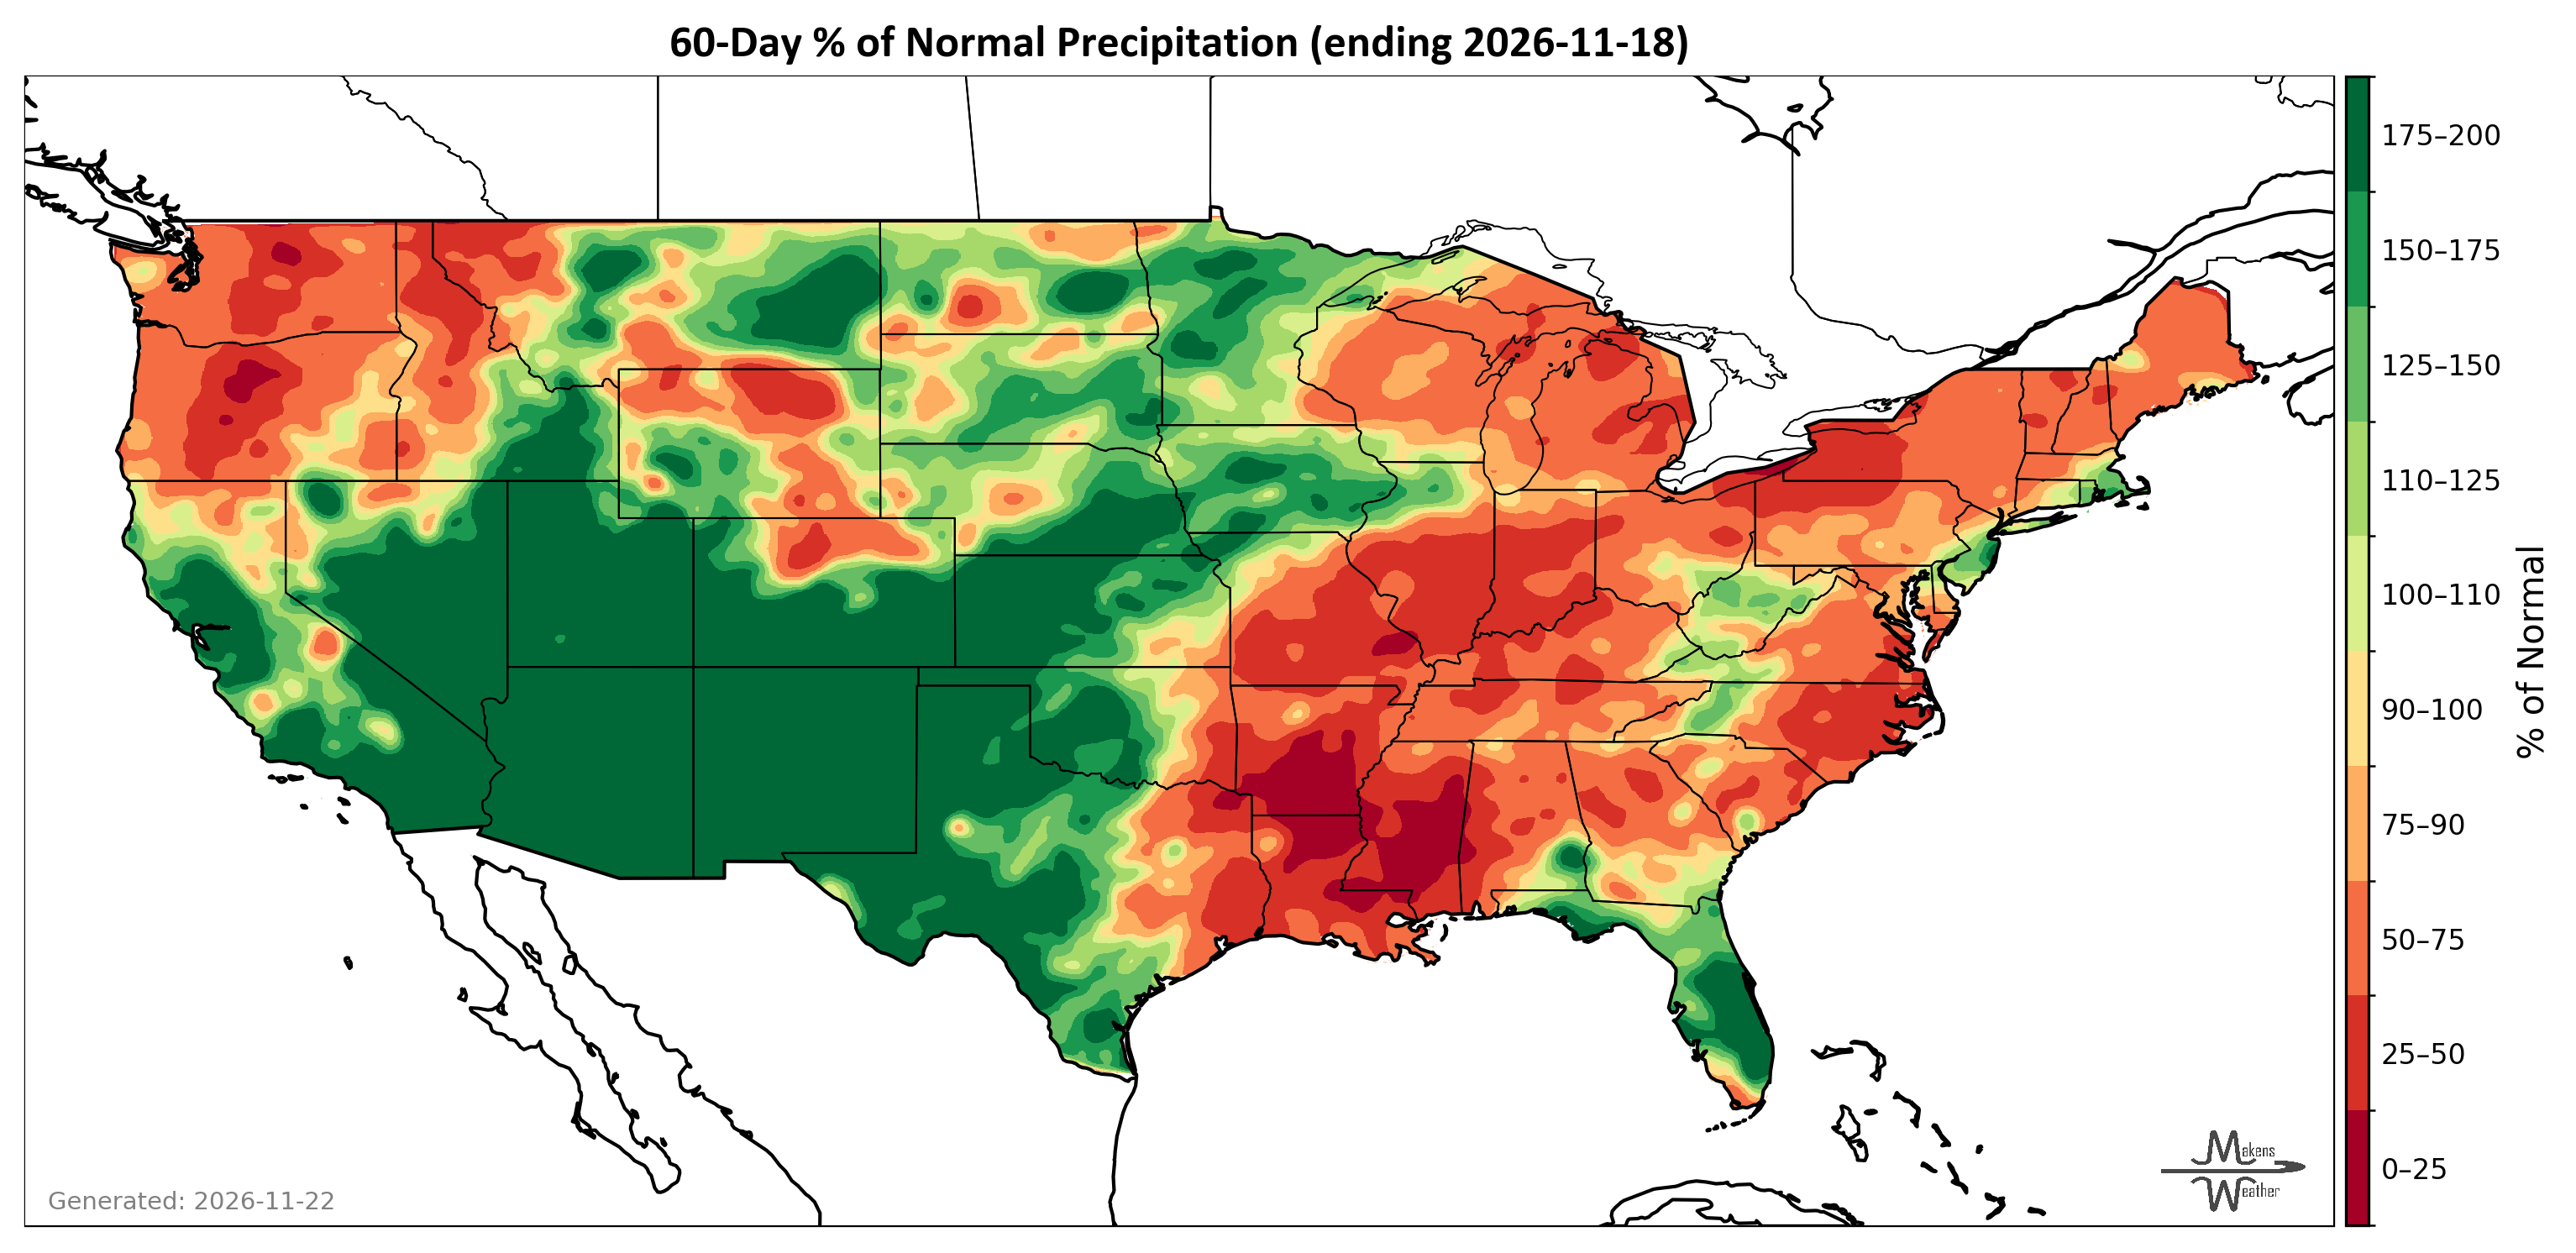 60-Day % of Normal Precipitation (ending 2026-11-18)
175–200
150–175
125–150
110–125
100–110
90–100
75–90
50–75
25–50
0–25
% of Normal
Makens
Weather
Generated: 2026-11-22